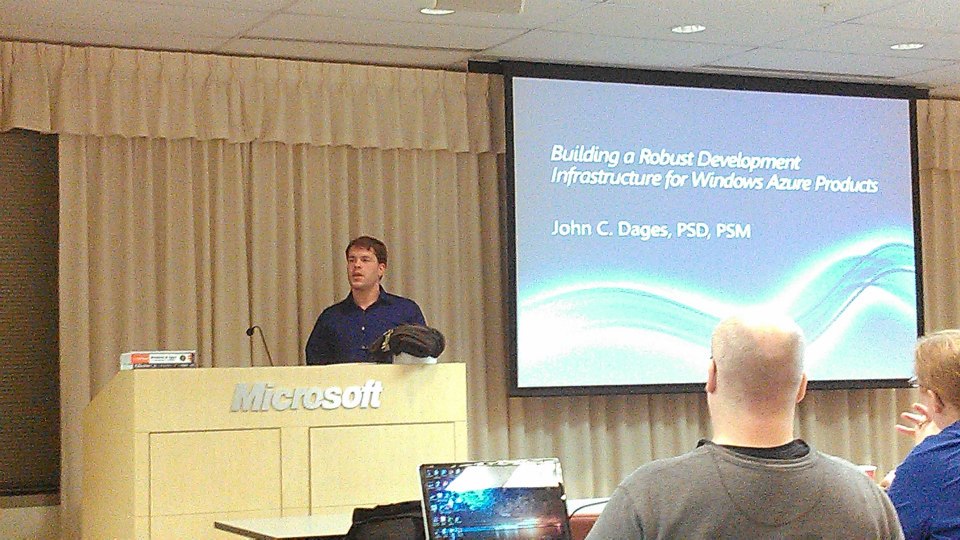 Building a Robust Development
Infrastructure for Windows Azure Products
John C. Dages, PSD, PSM
Microsoft